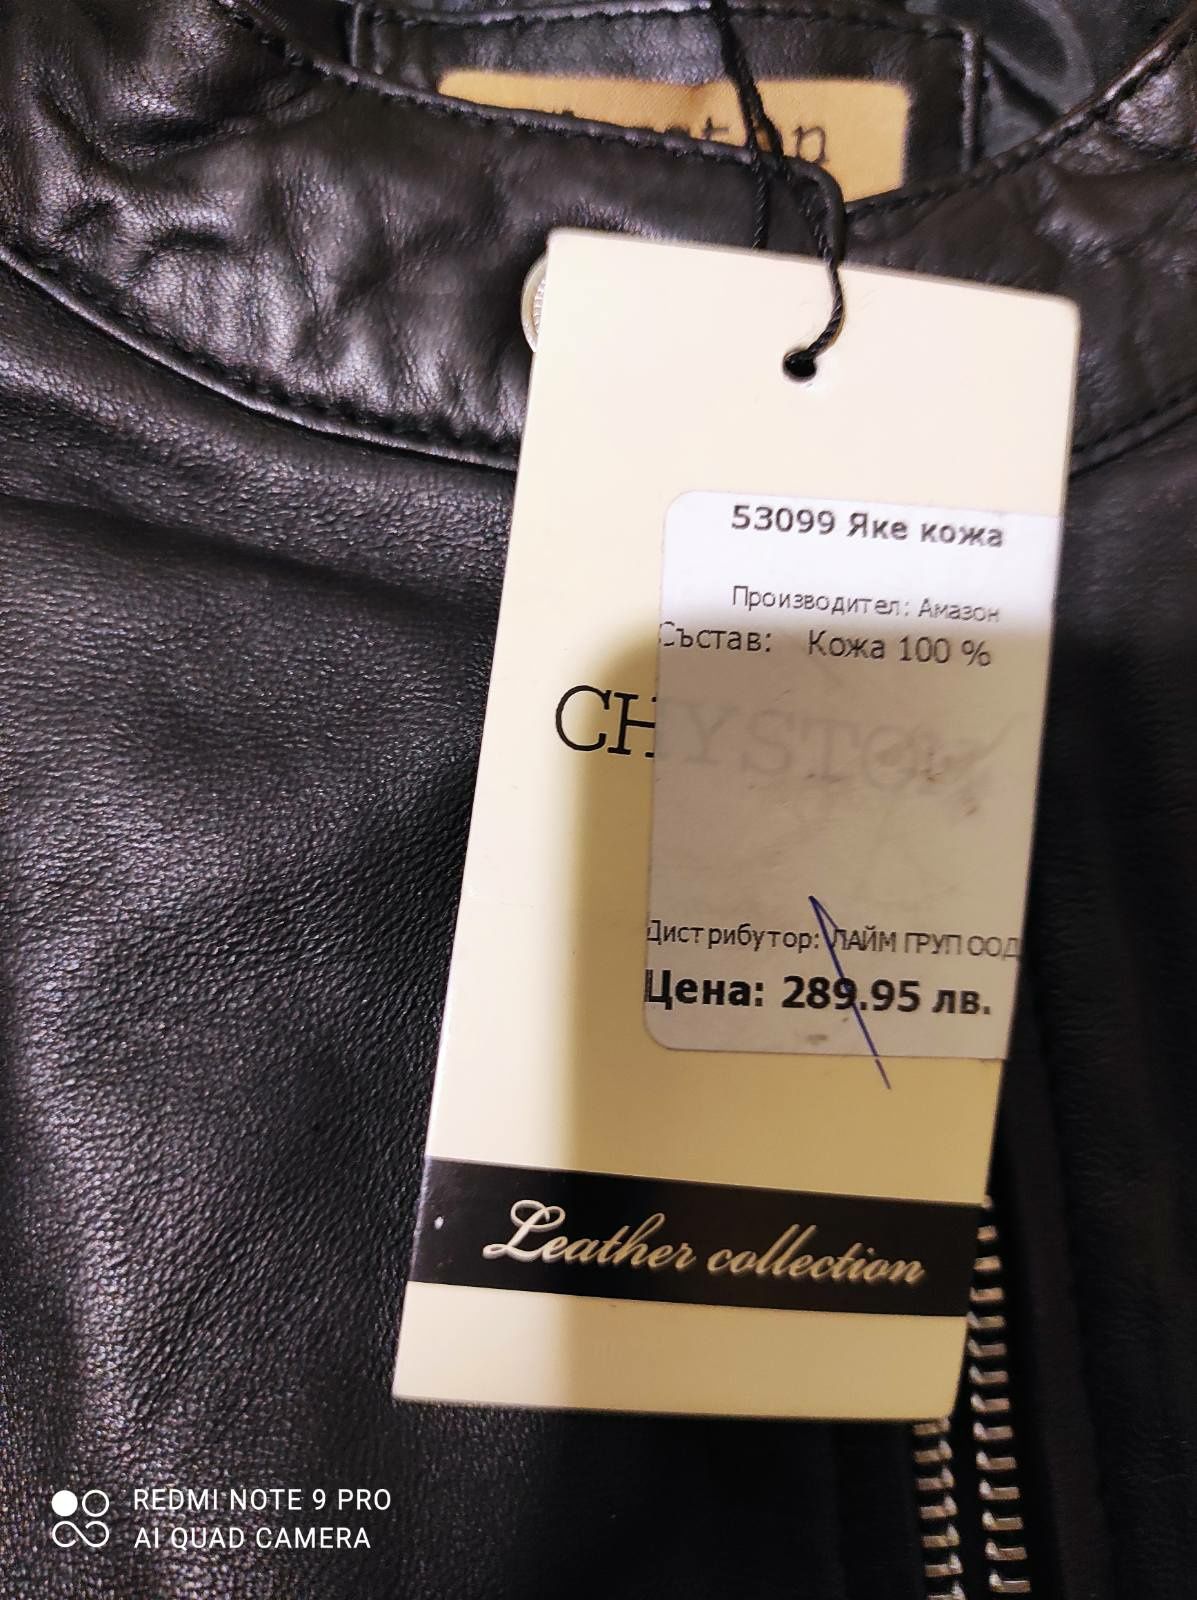 53099 Яке кожа
Производител: Амазон
Състав: Кожа 100 %
CHYSTON
Дистрибутор: ЛАЙМ ГРУП ООД
Цена: 289.95 лв.
Leather collection
REDMI NOTE 9 PRO
AI QUAD CAMERA